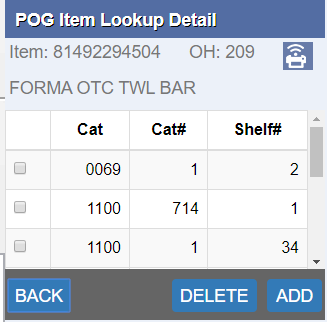 POG Item Lookup Detail
Item: 81492294504 OH: 209
FORMA OTC TWL BAR
Cat Cat# Shelf#
0069 1 2
1100 714 1
1100 1 34
BACK DELETE ADD